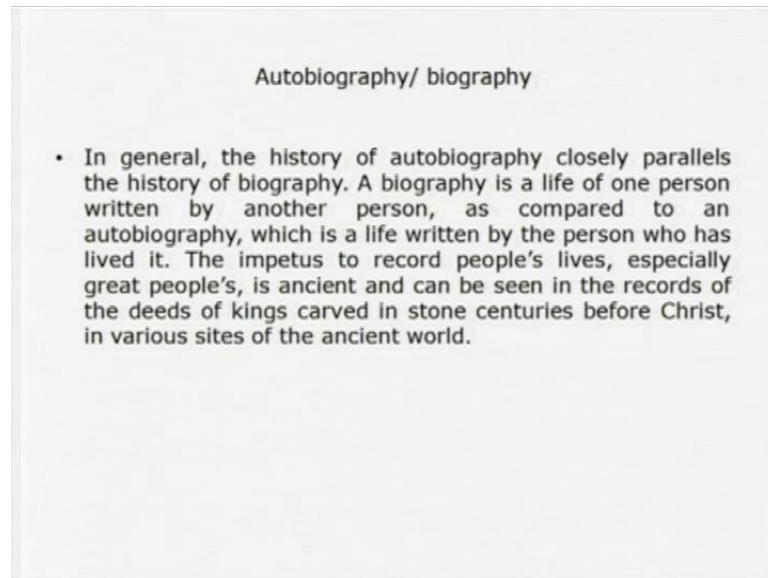 Autobiography/ biography
• In general, the history of autobiography closely parallels
the history of biography. A biography is a life of one person
written by another person, as compared to an
autobiography, which is a life written by the person who has
lived it. The impetus to record people's lives, especially
great people's, is ancient and can be seen in the records of
the deeds of kings carved in stone centuries before Christ,
in various sites of the ancient world.